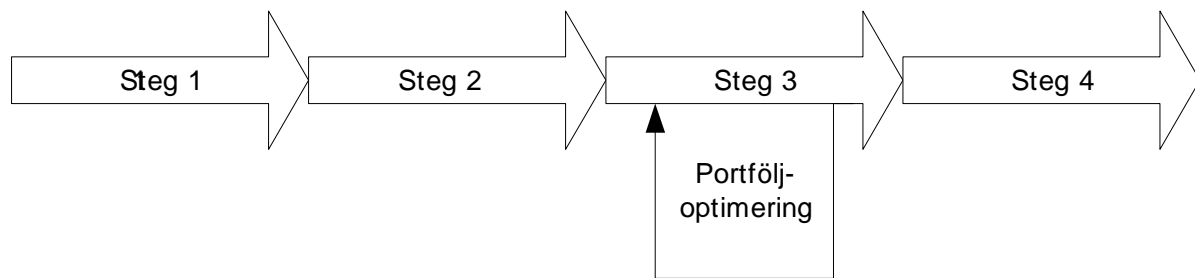 Steg 1
Steg 2
Steg 3
Steg 4
Portfölj-
optimering